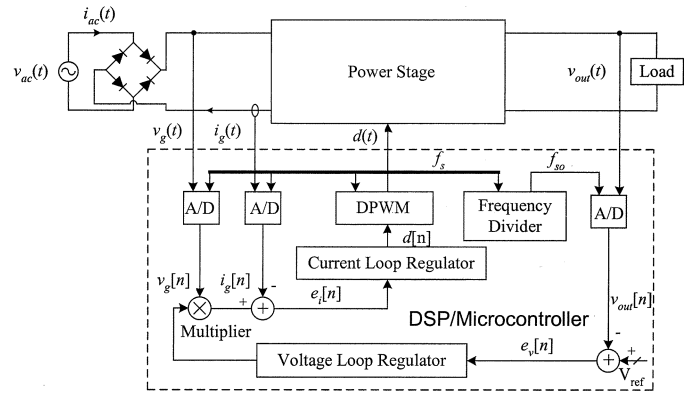 i_ac(t)
v_ac(t)
Power Stage
v_out(t)
Load
v_g(t)
i_g(t)
d(t)
f_s
f_so
A/D
A/D
DPWM
Frequency
Divider
A/D
d[n]
Current Loop Regulator
v_g[n]
i_g[n]
-
+
e_i[n]
Multiplier
DSP/Microcontroller
v_out[n]
-
+
Voltage Loop Regulator
e_v[n]
V_ref